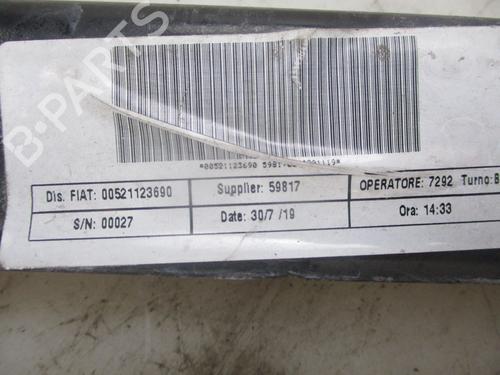 B-PARTS
*00521123690 59817
Dis. FIAT: 00521123690 Supplier: 59817 OPERATORE: 7292 Turno:B
S/N: 00027 Date: 30/7 /19 Ora: 14:33